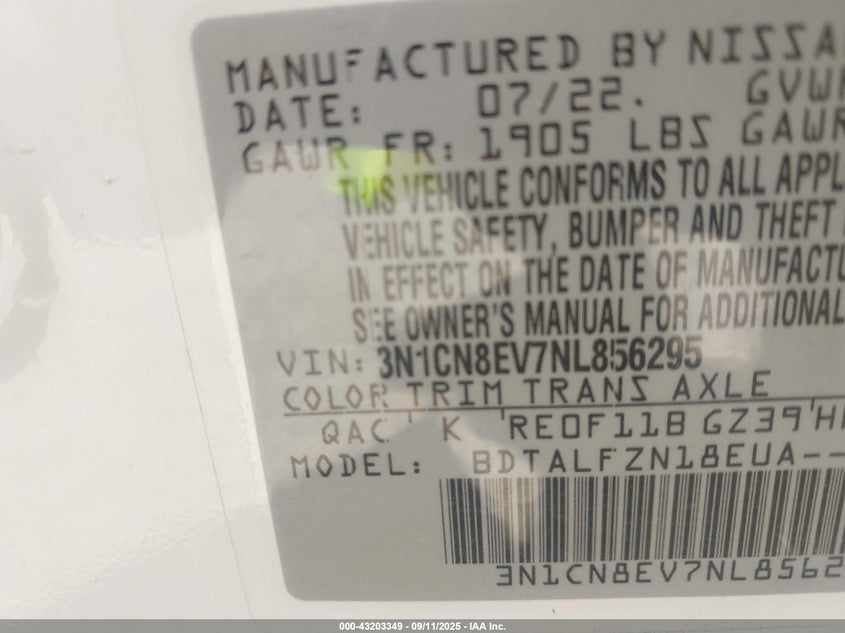 MANUFACTURED BY NISSA
DATE: 07/22. GVW
GAWR FR: 1905 LBS GAWR
THIS VEHICLE CONFORMS TO ALL APPL
VEHICLE SAFETY, BUMPER AND THEFT
IN EFFECT ON THE DATE OF MANUFACTU
SEE OWNER'S MANUAL FOR ADDITIONAL
VIN: 3N1CN8EV7NL856295
COLOR TRIM TRANS AXLE
QAC K RE0F11B GZ39 H
MODEL: BDTALFZN18EUA--
3N1CN8EV7NL8562
000-43203349 - 09/11/2025 - IAA Inc.